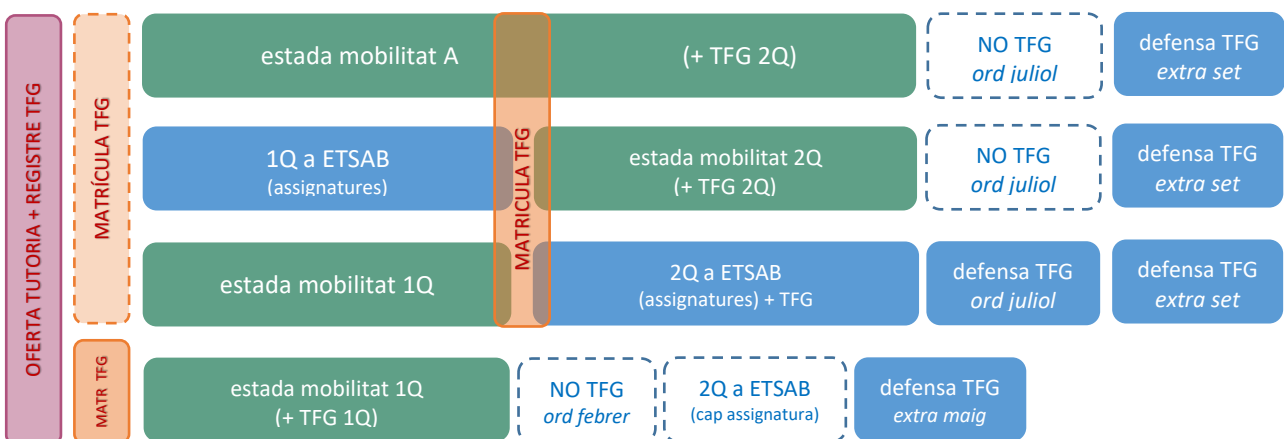 OFERTA TUTORIA + REGISTRE TFG
MATRÍCULA TFG
estada mobilitat A
(+ TFG 2Q)
NO TFG
ord juliol
defensa TFG
extra set
MATRICULA TFG
1Q a ETSAB
(assignatures)
estada mobilitat 2Q
(+ TFG 2Q)
NO TFG
ord juliol
defensa TFG
extra set
estada mobilitat 1Q
2Q a ETSAB
(assignatures) + TFG
defensa TFG
ord juliol
defensa TFG
extra set
MATR TFG
estada mobilitat 1Q
(+ TFG 1Q)
NO TFG
ord febrer
2Q a ETSAB
(cap assignatura)
defensa TFG
extra maig